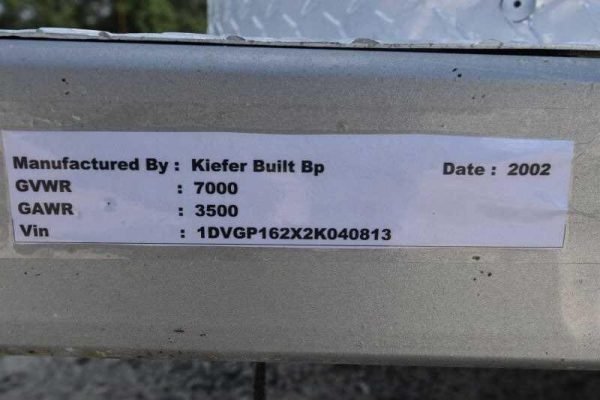 Manufactured By : Kiefer Built Bp Date : 2002
GVWR : 7000
GAWR : 3500
Vin : 1DVGP162X2K040813